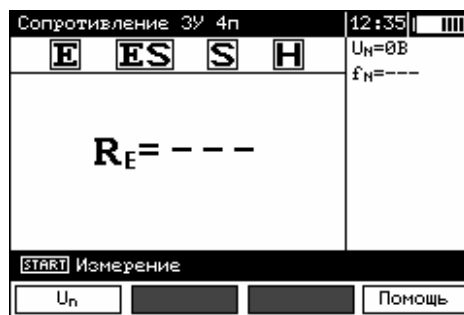 Сопротивление ЗУ 4п 12:35
E ES S H
UN=0В
fN=---
RE=---
START Измерение
Un Помощь